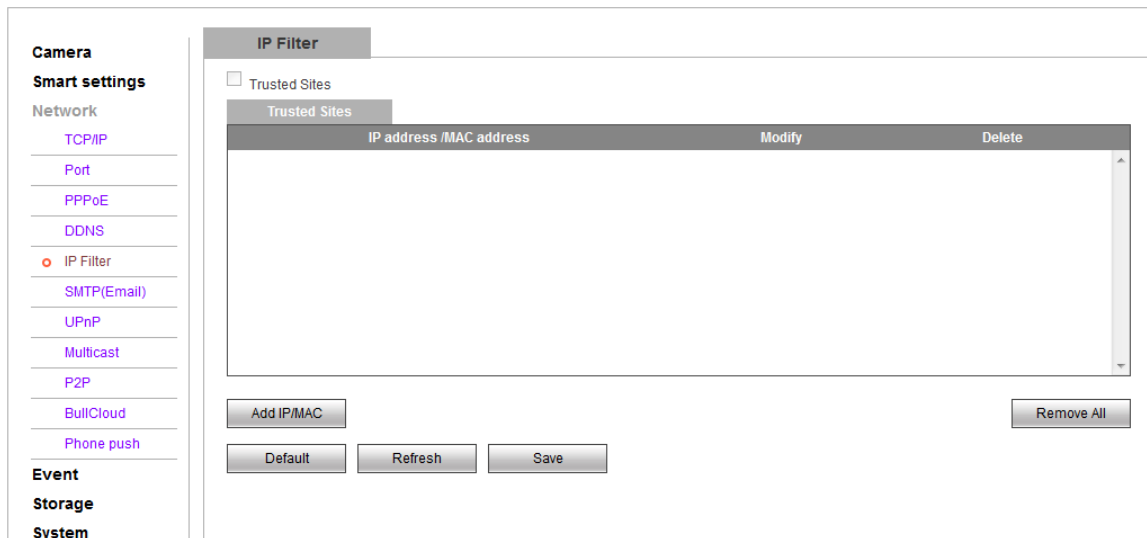 Camera
Smart settings
Network
TCP/IP
Port
PPPoE
DDNS
IP Filter
SMTP(Email)
UPnP
Multicast
P2P
BullCloud
Phone push
Event
Storage
System
IP Filter
Trusted Sites
Trusted Sites
IP address /MAC address Modify Delete
Add IP/MAC Remove All
Default Refresh Save